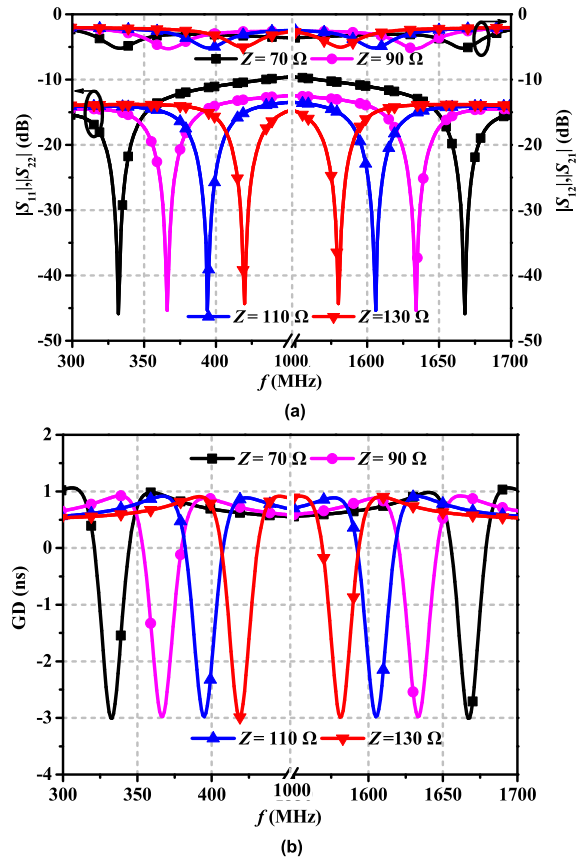 0
0
Z = 70 Ω
Z = 90 Ω
-10
-10
-20
-20
-30
-30
-40
-40
Z = 110 Ω
Z =130 Ω
-50
-50
300
350
400
1000
1600
1650
1700
|S11|,|S22| (dB)
|S12|,|S21| (dB)
f (MHz)
(a)
2
Z = 70 Ω
Z = 90 Ω
1
0
-1
-2
-3
Z = 110 Ω
Z =130 Ω
-4
GD (ns)
300
350
400
1000
1600
1650
1700
f (MHz)
(b)